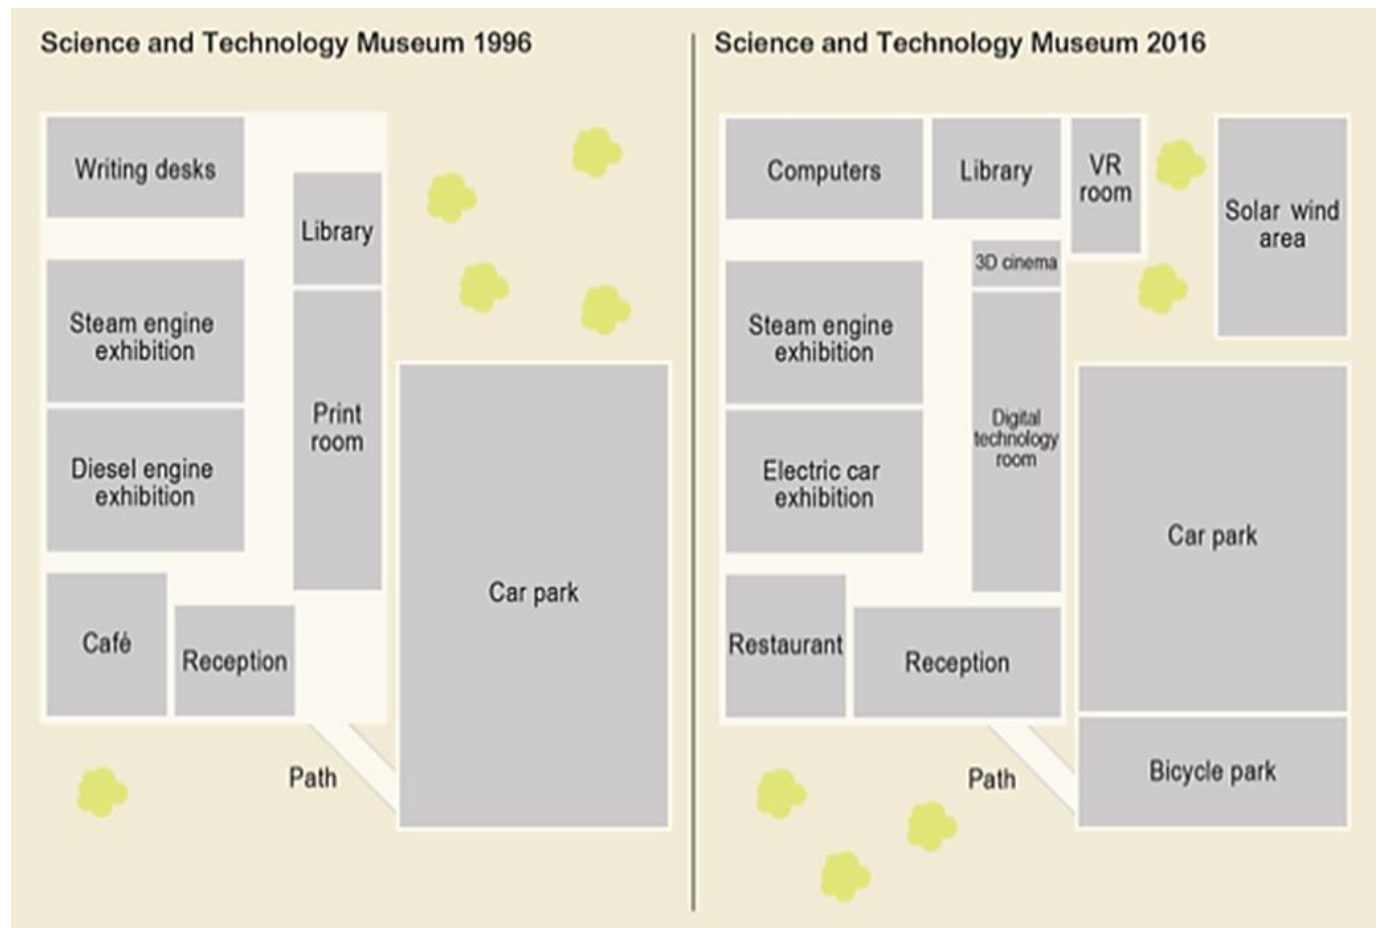 Science and Technology Museum 1996
Writing desks
Library
Steam engine
exhibition
Print
room
Diesel engine
exhibition
Car park
Café
Reception
Path
Science and Technology Museum 2016
Computers
Library
VR
room
Solar wind
area
3D cinema
Steam engine
exhibition
Digital
technology
room
Electric car
exhibition
Car park
Restaurant
Reception
Path
Bicycle park